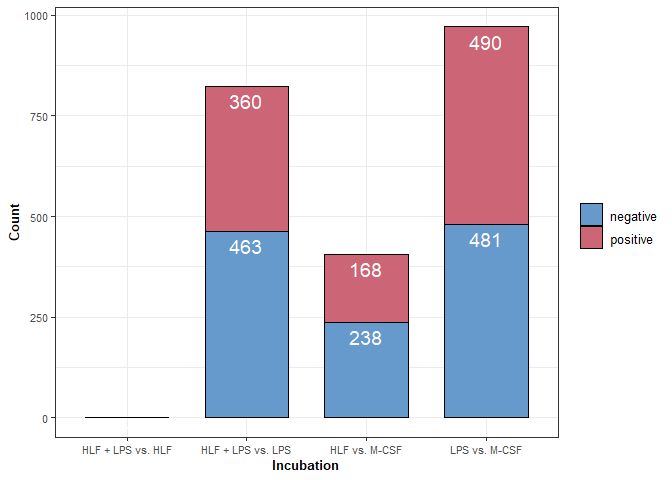 1000
750
500
250
0
Count
360
463
168
238
490
481
HLF + LPS vs. HLF
HLF + LPS vs. LPS
HLF vs. M-CSF
LPS vs. M-CSF
Incubation
negative
positive